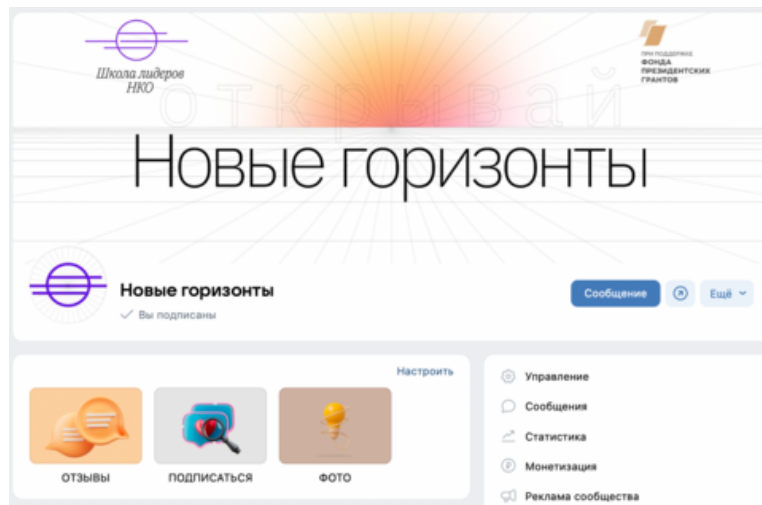 Школа лидеров
НКО
ПРИ ПОДДЕРЖКЕ
ФОНДА
ПРЕЗИДЕНТСКИХ
ГРАНТОВ
открывай
Новые горизонты
Новые горизонты
Вы подписаны
Сообщение
Ещё
Настроить
ОТЗЫВЫ
ПОДПИСАТЬСЯ
ФОТО
Управление
Сообщения
Статистика
Монетизация
Реклама сообщества